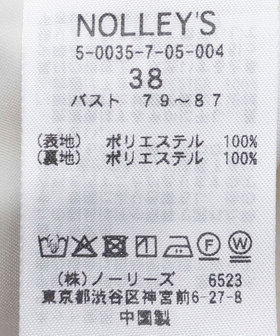 NOLLEY'S
5-0035-7-05-004
38
バスト 79～87
(表地) ポリエステル 100%
(裏地) ポリエステル 100%
(株)ノーリーズ 6523
東京都渋谷区神宮前6-27-8
中国製